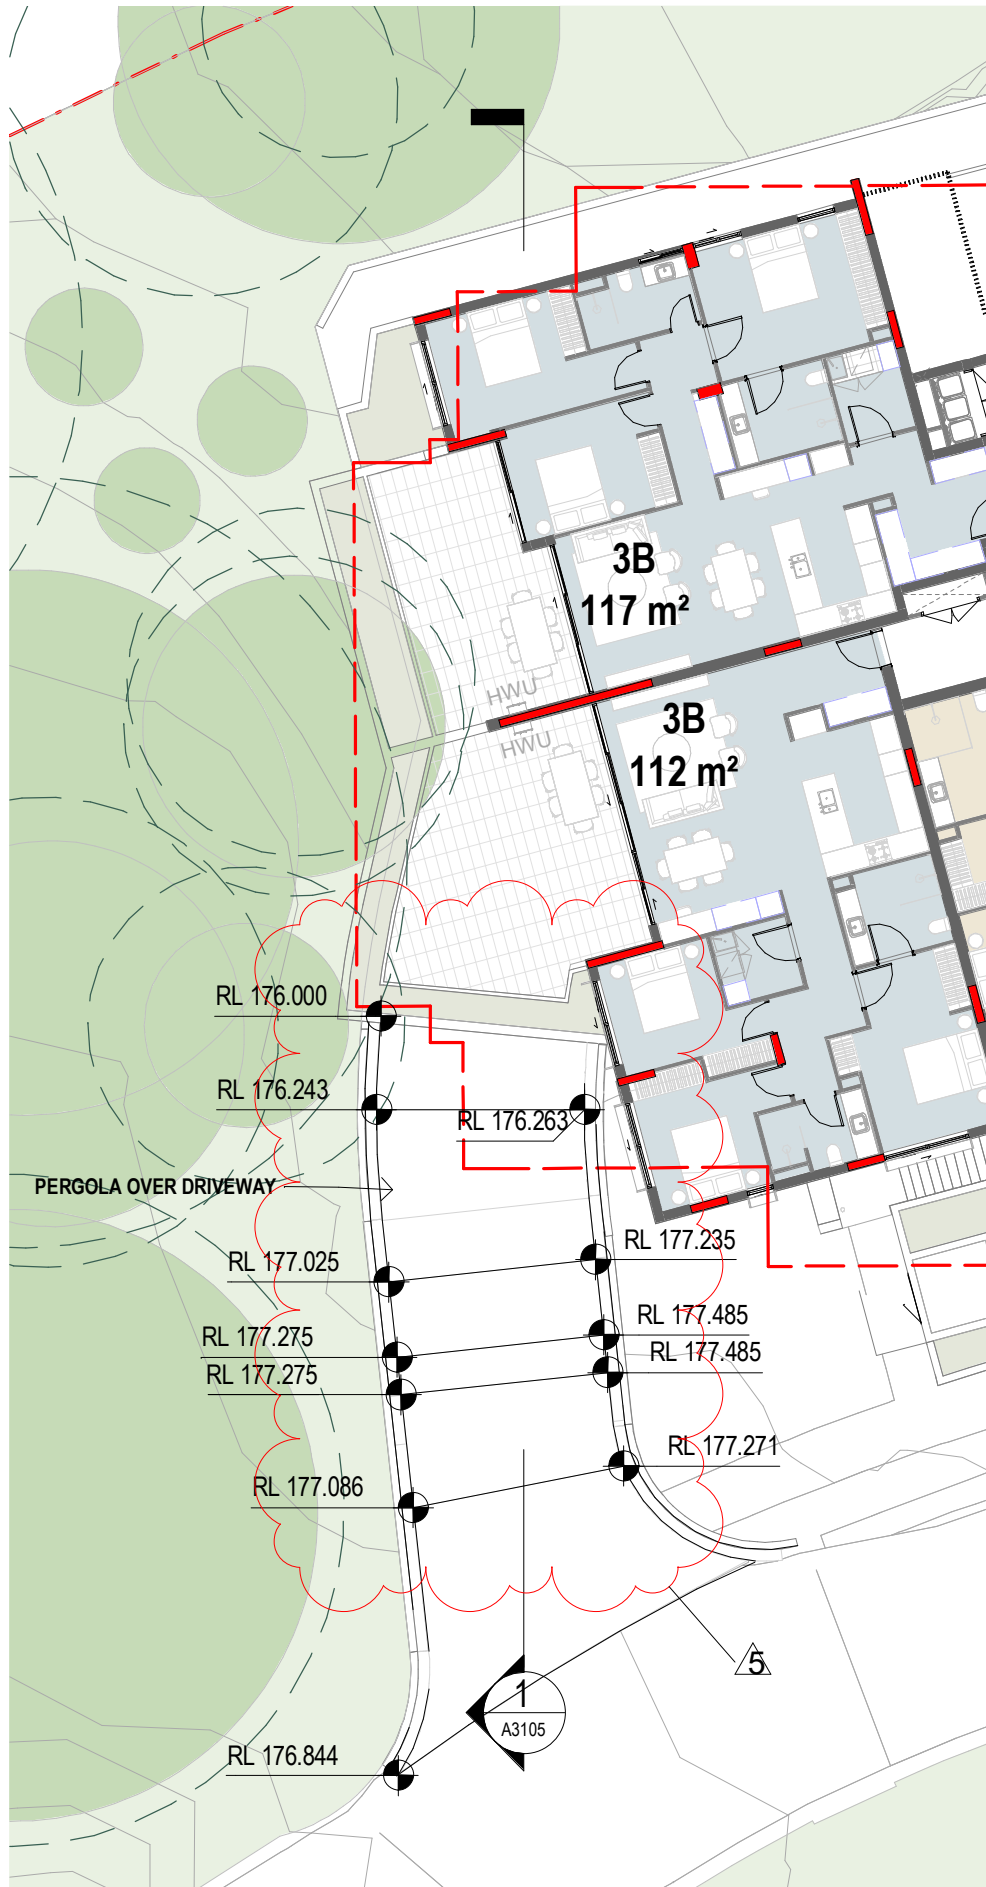 3B
117 m²
HWU
HWU
3B
112 m²
RL 176.000
RL 176.243
RL 176.263
PERGOLA OVER DRIVEWAY
RL 177.025
RL 177.235
RL 177.275
RL 177.485
RL 177.275
RL 177.485
RL 177.086
RL 177.271
5
1
A3105
RL 176.844